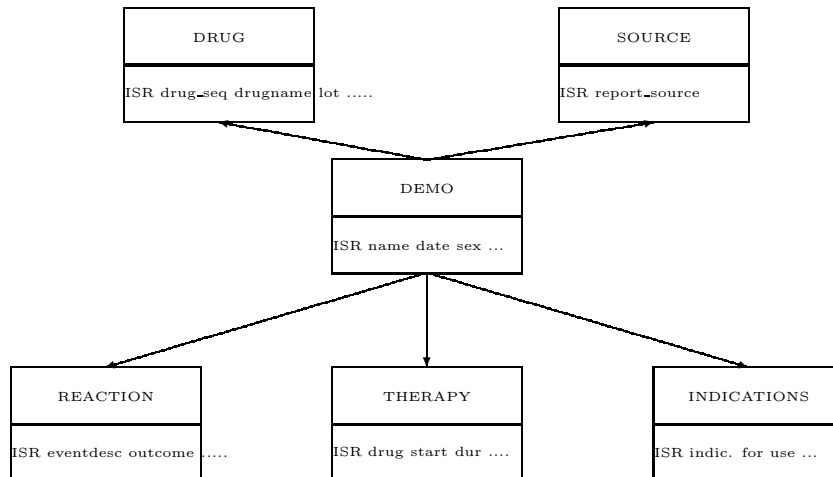 DRUG
ISR drug_seq drugname lot .....
SOURCE
ISR report_source
DEMO
ISR name date sex ...
REACTION
ISR eventdesc outcome .....
THERAPY
ISR drug start dur ....
INDICATIONS
ISR indic. for use ...